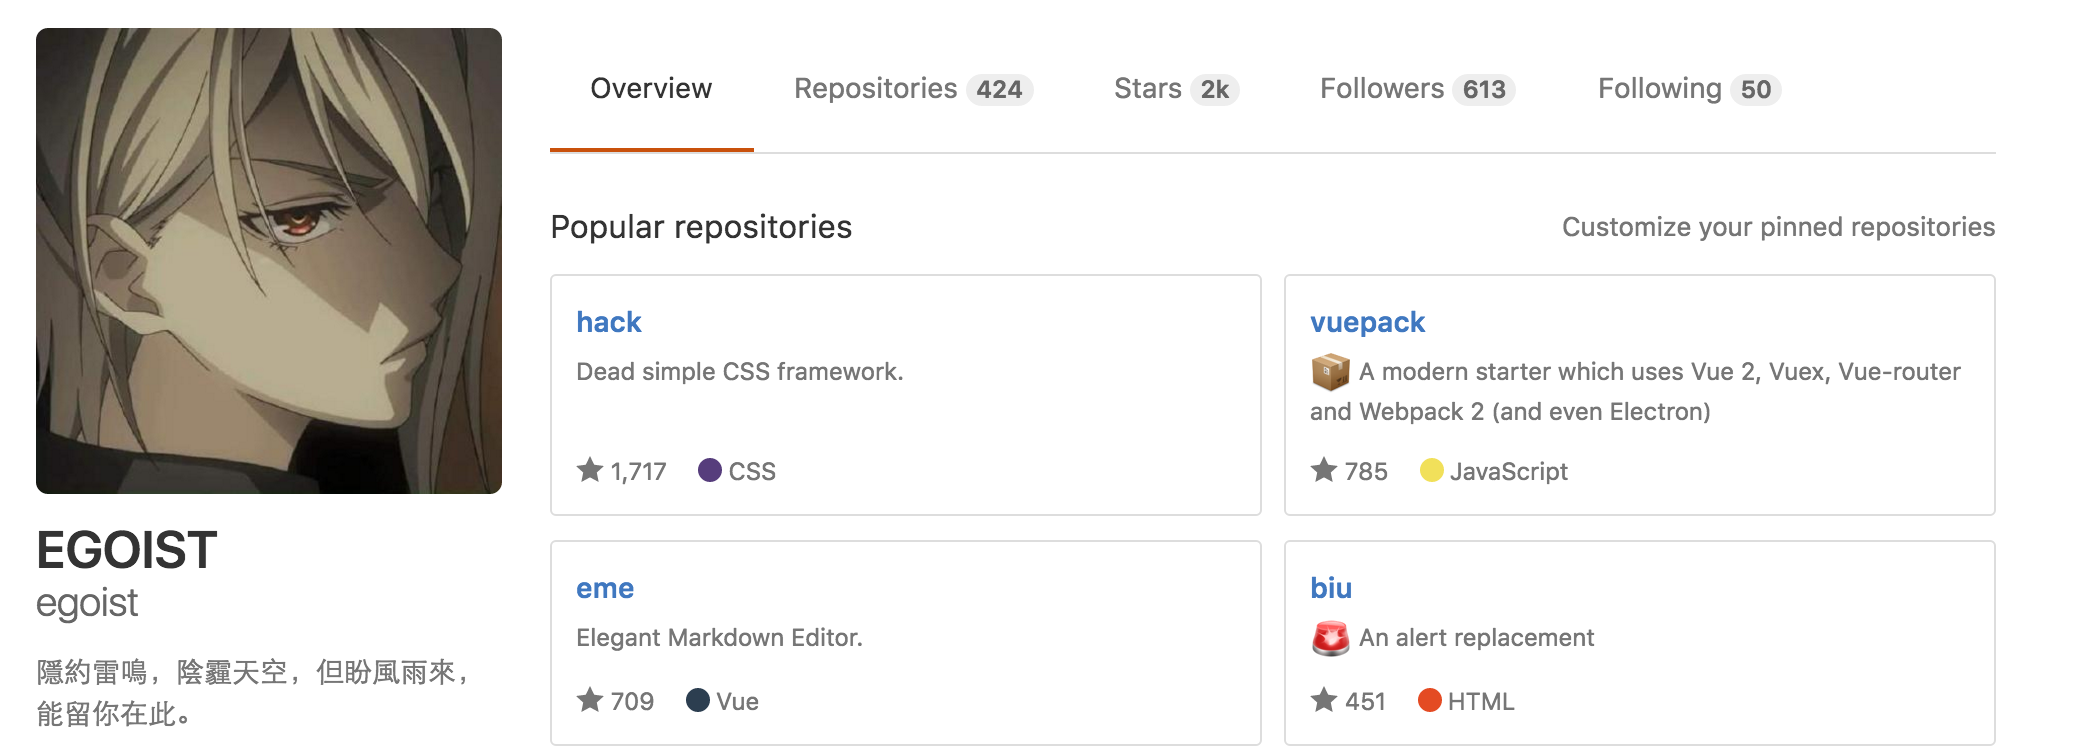 Overview Repositories 424 Stars 2k Followers 613 Following 50
Popular repositories Customize your pinned repositories
hack
Dead simple CSS framework.
1,717 CSS
vuepack
📦 A modern starter which uses Vue 2, Vuex, Vue-router
and Webpack 2 (and even Electron)
785 JavaScript
eme
Elegant Markdown Editor.
709 Vue
biu
🚨 An alert replacement
451 HTML
EGOIST
egoist
隱約雷鳴，陰霾天空，但盼風雨來，
能留你在此。